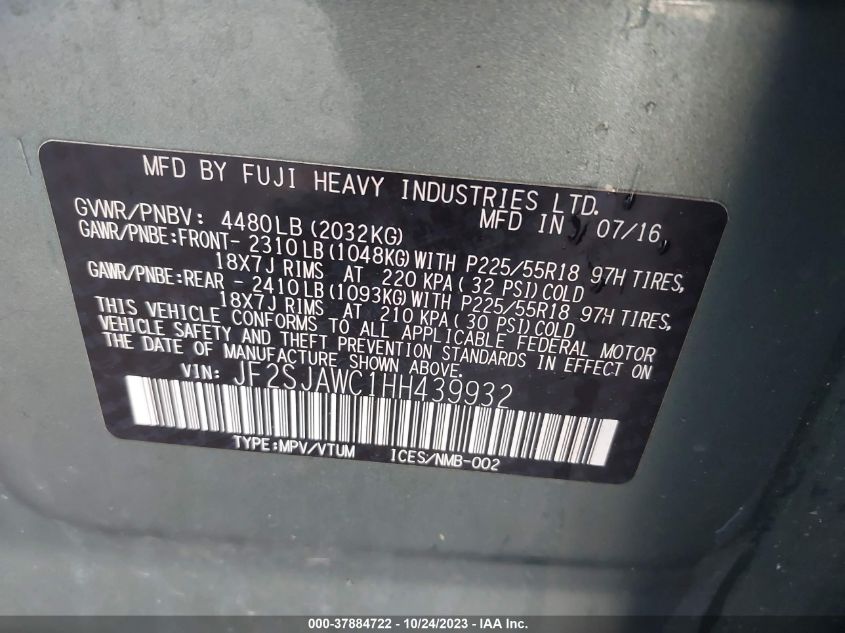 MFD BY FUJI HEAVY INDUSTRIES LTD.
MFD IN 07/16
GVWR/PNBV: 4480LB(2032KG)
GAWR/PNBE:FRONT- 2310LB(1048KG)WITH P225/55R18 97H TIRES,
18X7J RIMS AT 220 KPA( 32 PSI)COLD
GAWR/PNBE:REAR - 2410LB(1093KG)WITH P225/55R18 97H TIRES,
18X7J RIMS AT 210 KPA( 30 PSI)COLD
THIS VEHICLE CONFORMS TO ALL APPLICABLE FEDERAL MOTOR
VEHICLE SAFETY AND THEFT PREVENTION STANDARDS IN EFFECT ON
THE DATE OF MANUFACTURE SHOWN ABOVE.
VIN: JF2SJAWC1HH439932
TYPE:MPV/VTUM ICES/NMB-002
000-37884722 - 10/24/2023 - IAA Inc.